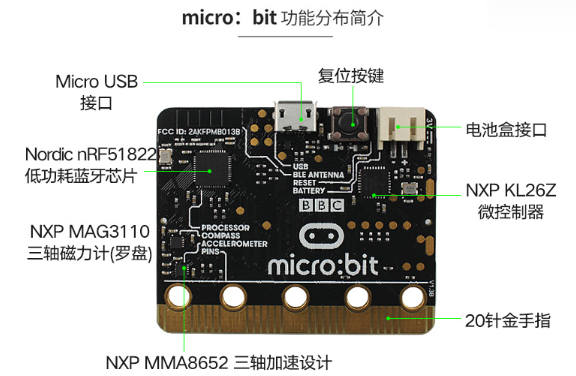 micro：bit 功能分布简介
Micro USB
接口
复位按键
电池盒接口
FCC ID: 2AKFPMB013B
3V
Nordic nRF51822
低功耗蓝牙芯片
USB
BLE ANTENNA
RESET
BATTERY
NXP KL26Z
微控制器
BBC
NXP MAG3110
三轴磁力计(罗盘)
PROCESSOR
COMPASS
ACCELEROMETER
PINS
micro:bit
V1.3B
20针金手指
NXP MMA8652 三轴加速设计